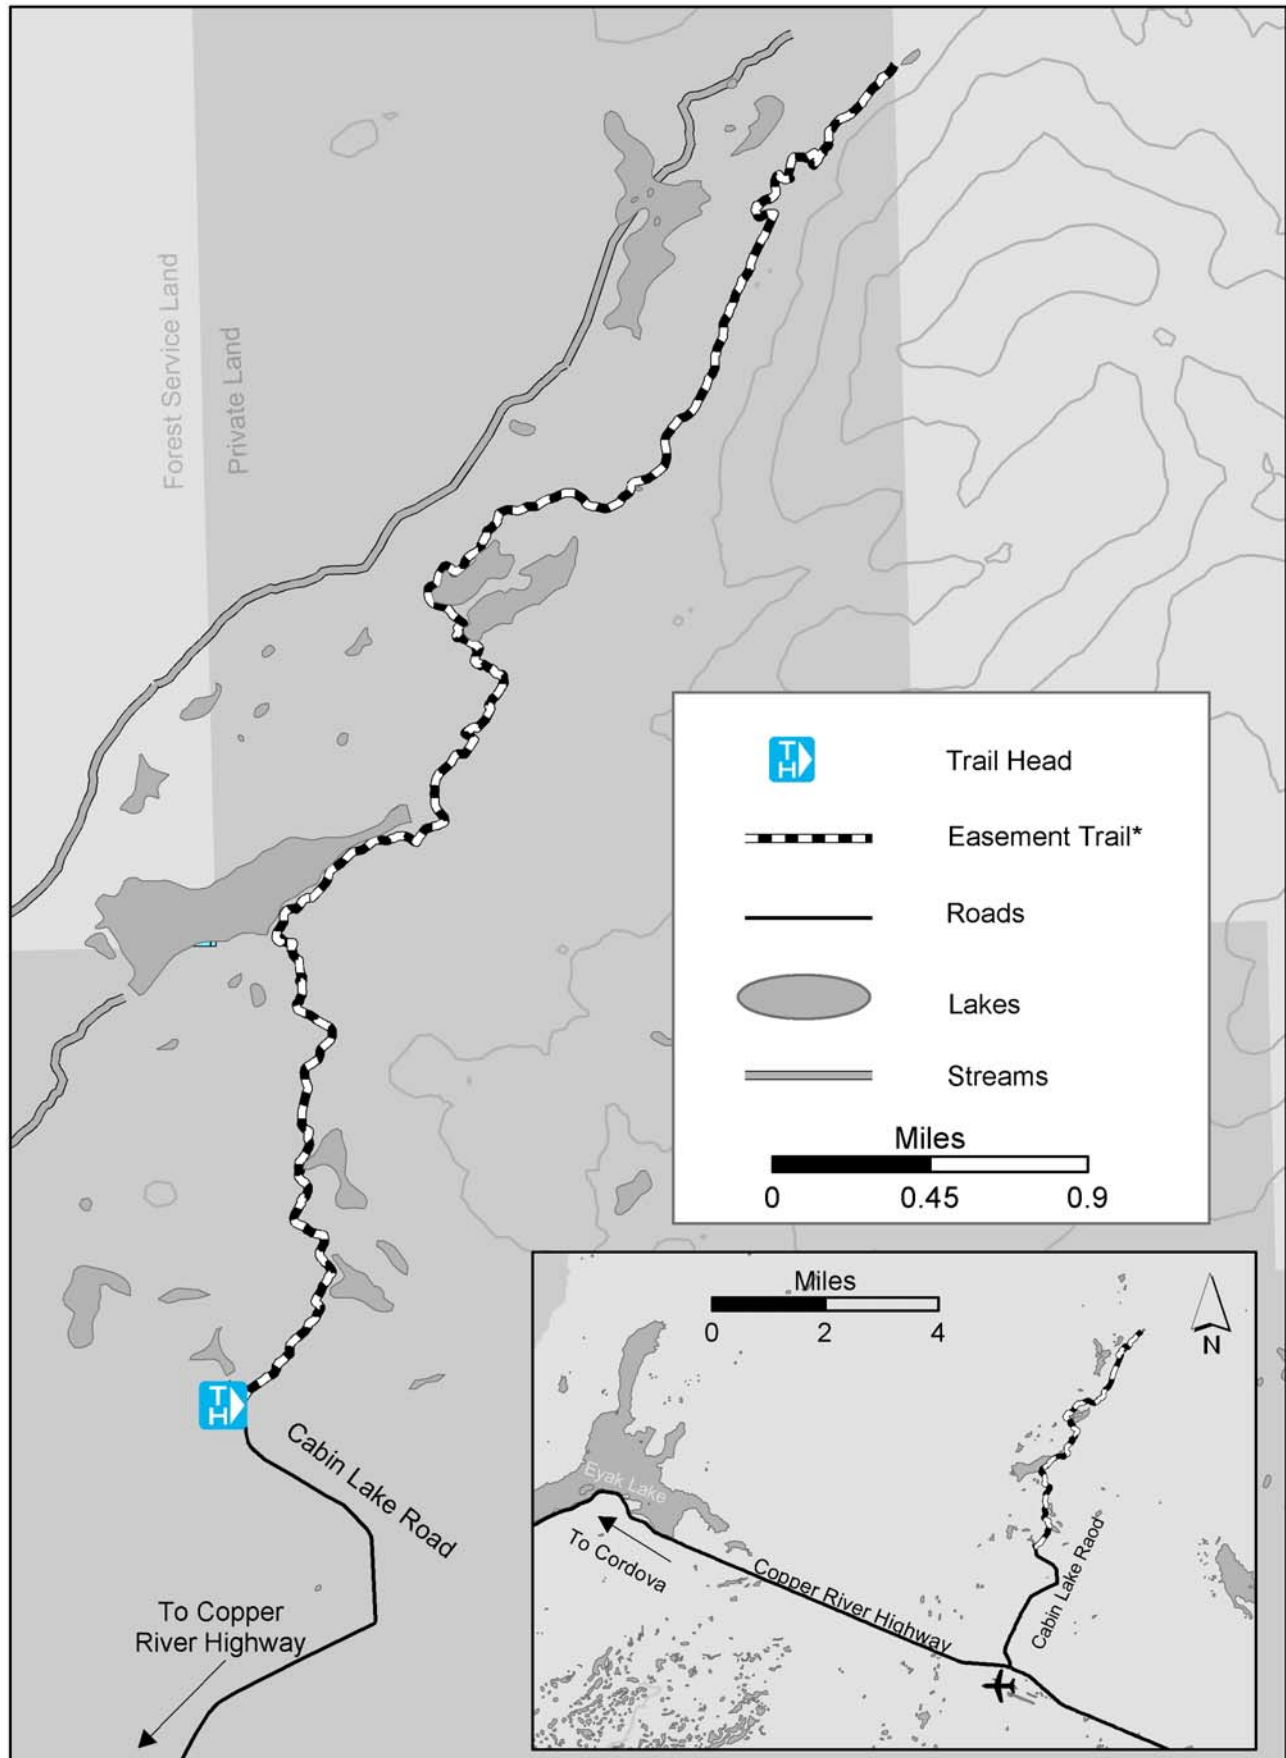 Forest Service Land
Private Land
TH
Trail Head
Easement Trail*
Roads
Lakes
Streams
Miles
0 0.45 0.9
TH
Cabin Lake Road
To Copper
River Highway
Miles
0 2 4
N
Eyak Lake
To Cordova
Copper River Highway
Cabin Lake Raod